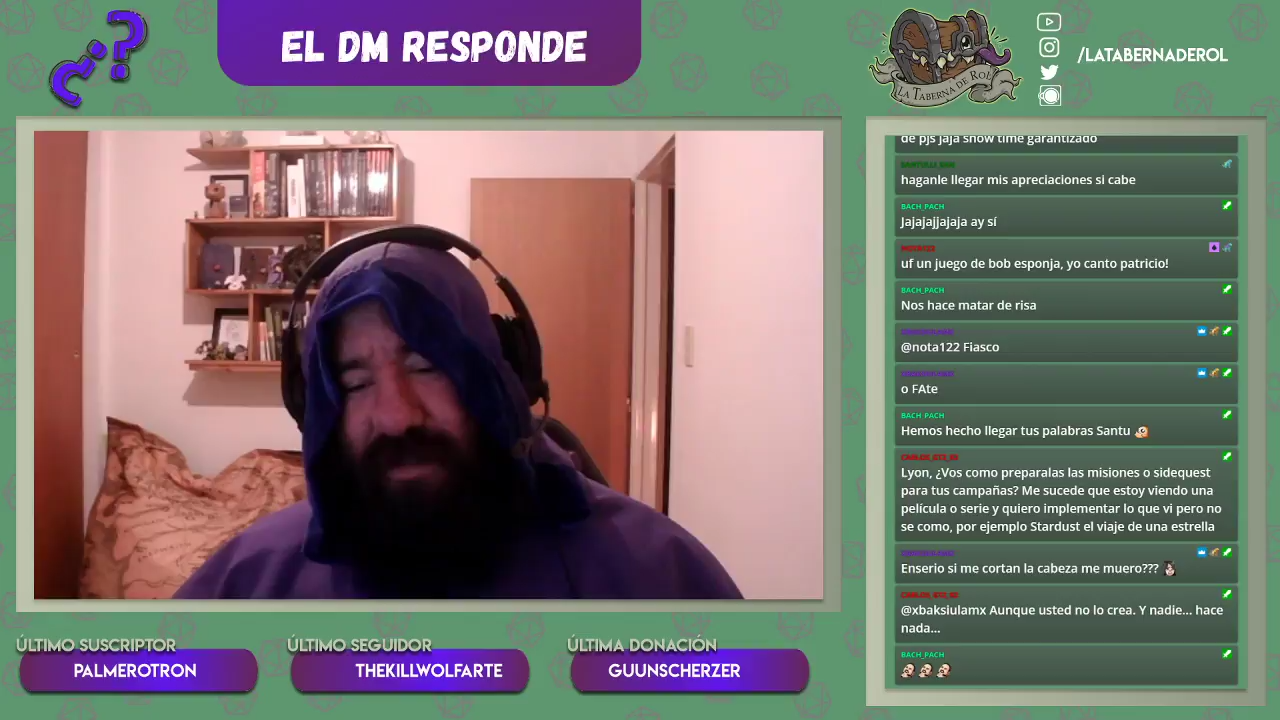 EL DM RESPONDE
LA TABERNA DE ROL
/LATABERNADEROL
de pjs jaja show time garantizado
haganle llegar mis apreciaciones si cabe
BACH_PACH
Jajajajjajaja ay sí
NOTA122
uf un juego de bob esponja, yo canto patricio!
BACH_PACH
Nos hace matar de risa
@nota122 Fiasco
o FAte
BACH_PACH
Hemos hecho llegar tus palabras Santu
Lyon, ¿Vos como preparalas las misiones o sidequest
para tus campañas? Me sucede que estoy viendo una
película o serie y quiero implementar lo que vi pero no
se como, por ejemplo Stardust el viaje de una estrella
Enserio si me cortan la cabeza me muero???
@xbaksiulamx Aunque usted no lo crea. Y nadie... hace
nada...
BACH_PACH
ÚLTIMO SUSCRIPTOR
PALMEROTRON
ÚLTIMO SEGUIDOR
THEKILLWOLFARTE
ÚLTIMA DONACIÓN
GUUNSCHERZER